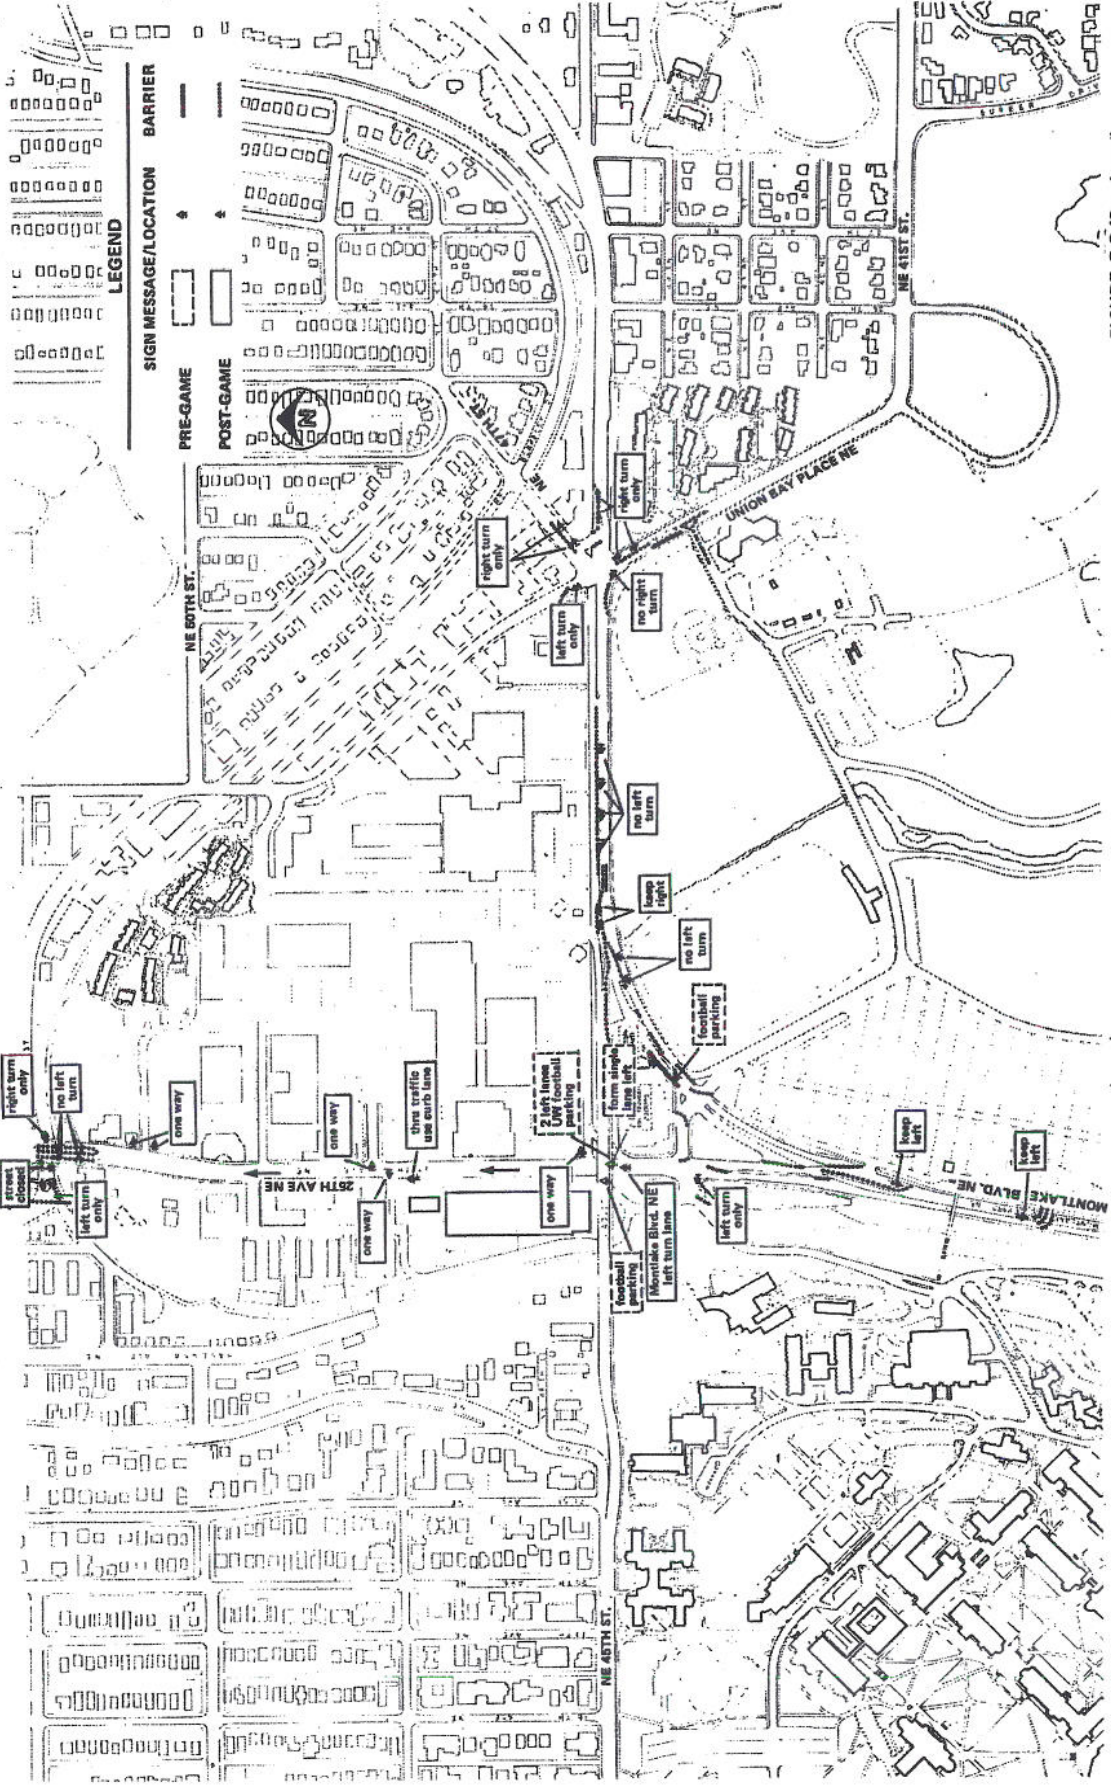 LEGEND
SIGN MESSAGE/LOCATION
BARRIER
PRE-GAME
POST-GAME
N
NE 50TH ST.
street
closed
right turn
only
no left
turn
left turn
only
one way
one way
one way
25TH AVE NE
thru traffic
use curb lane
2 left lanes
UW football
parking
one way
form single
lane left
football
parking
Montlake Blvd. NE
left turn lane
football
parking
left turn
only
keep
left
keep
left
MONTLAKE BLVD. NE
no left
turn
keep
right
no left
turn
left turn
only
right turn
only
right turn
only
no right
turn
UNION BAY PLACE NE
NE 41ST ST.
47TH ST.
NE
NE 45TH ST.
SURBER